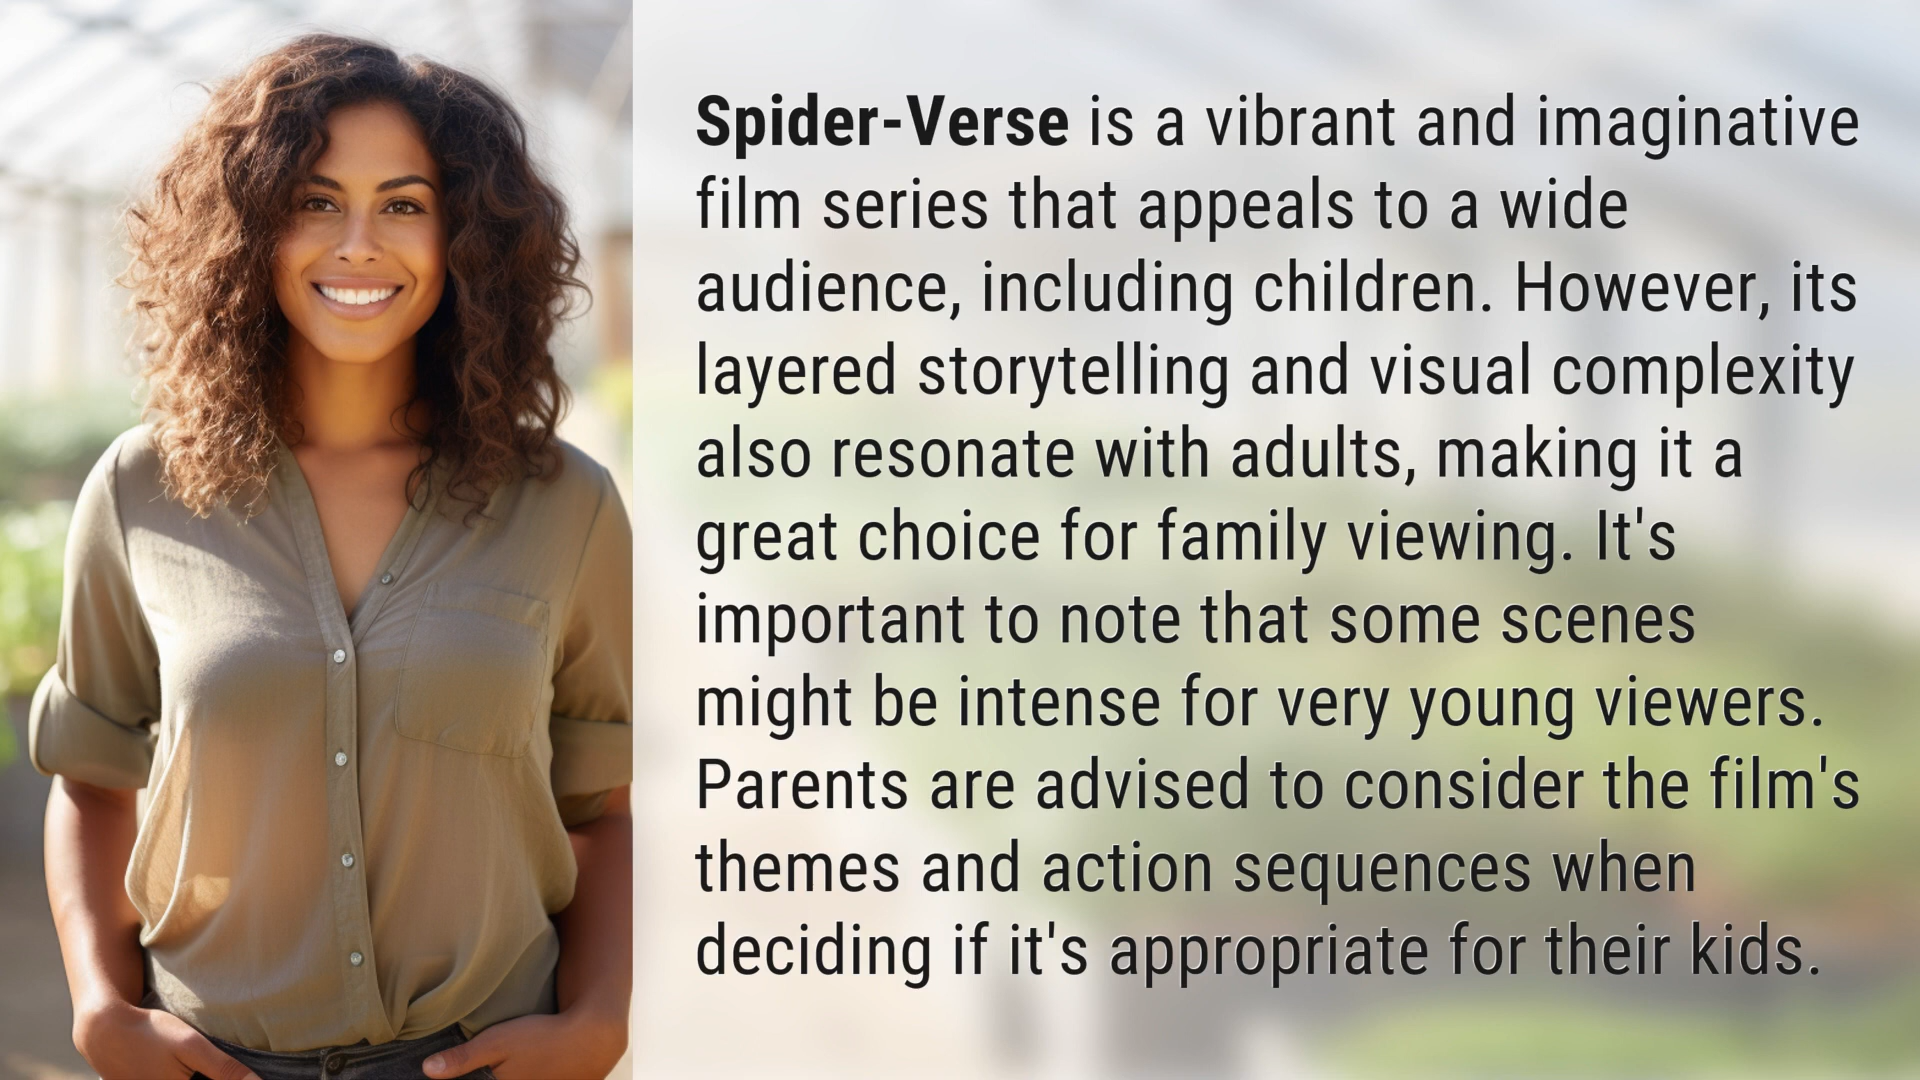 Spider-Verse is a vibrant and imaginative
film series that appeals to a wide
audience, including children. However, its
layered storytelling and visual complexity
also resonate with adults, making it a
great choice for family viewing. It's
important to note that some scenes
might be intense for very young viewers.
Parents are advised to consider the film's
themes and action sequences when
deciding if it's appropriate for their kids.